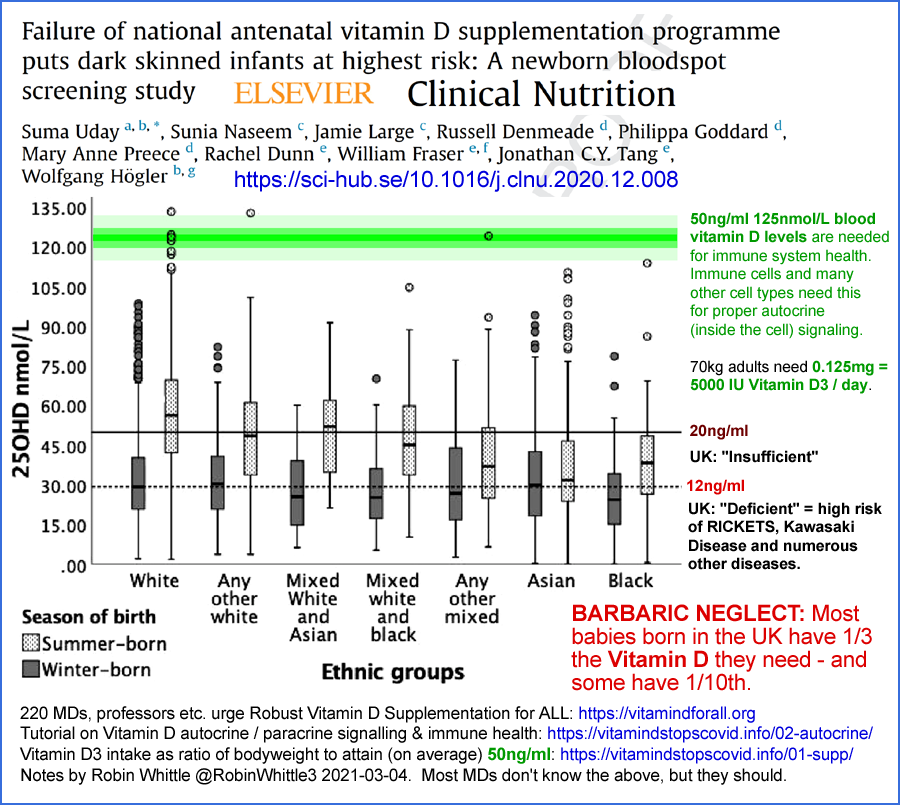 Failure of national antenatal vitamin D supplementation programme
puts dark skinned infants at highest risk: A newborn bloodspot
screening study ELSEVIER Clinical Nutrition
Suma Uday a, b, *, Sunia Naseem c, Jamie Large c, Russell Denmeade d, Philippa Goddard d,
Mary Anne Preece d, Rachel Dunn e, William Fraser e, f, Jonathan C.Y. Tang e,
Wolfgang Högler b, g https://sci-hub.se/10.1016/j.clnu.2020.12.008
135.00
120.00
105.00
90.00
75.00
60.00
45.00
30.00
15.00
.00
25OHD nmol/L
50ng/ml 125nmol/L blood
vitamin D levels are needed
for immune system health.
Immune cells and many
other cell types need this
for proper autocrine
(inside the cell) signaling.
70kg adults need 0.125mg =
5000 IU Vitamin D3 / day.
20ng/ml
UK: "Insufficient"
12ng/ml
UK: "Deficient" = high risk
of RICKETS, Kawasaki
Disease and numerous
other diseases.
White
Any
other
white
Mixed
White
and
Asian
Mixed
white
and
black
Any
other
mixed
Asian
Black
Season of birth
Summer-born
Winter-born
Ethnic groups
BARBARIC NEGLECT: Most
babies born in the UK have 1/3
the Vitamin D they need - and
some have 1/10th.
220 MDs, professors etc. urge Robust Vitamin D Supplementation for ALL: https://vitamindforall.org
Tutorial on Vitamin D autocrine / paracrine signalling & immune health: https://vitamindstopscovid.info/02-autocrine/
Vitamin D3 intake as ratio of bodyweight to attain (on average) 50ng/ml: https://vitamindstopscovid.info/01-supp/
Notes by Robin Whittle @RobinWhittle3 2021-03-04. Most MDs don't know the above, but they should.